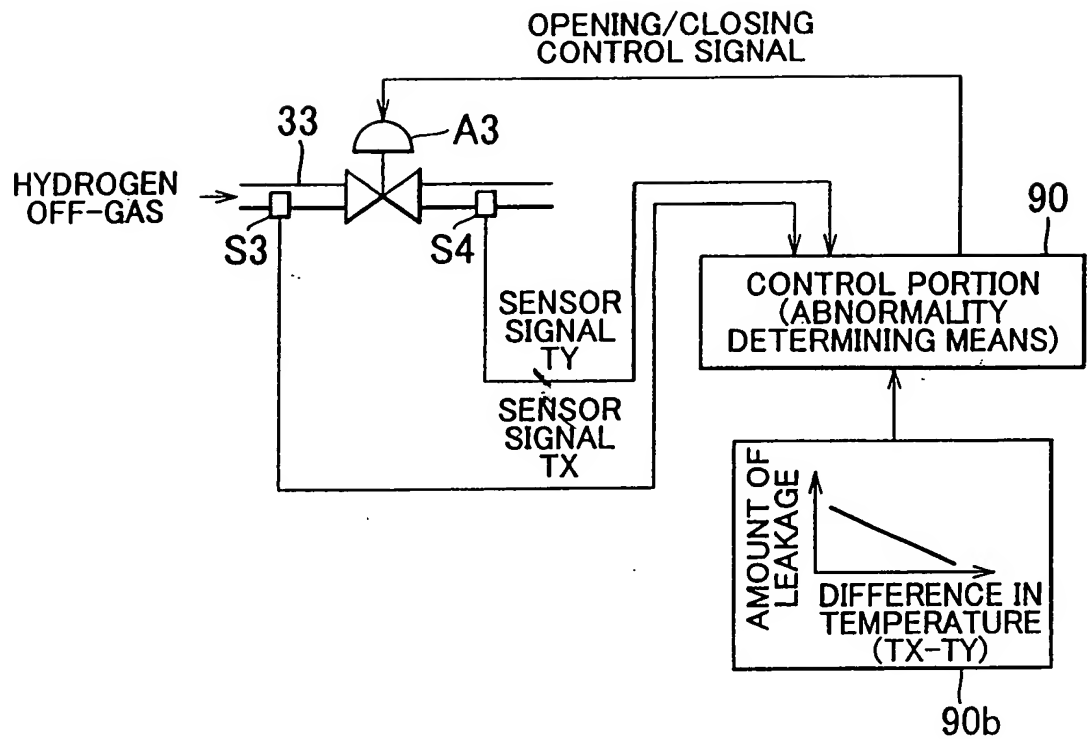 OPENING/CLOSING
CONTROL SIGNAL
33
A3
HYDROGEN
OFF-GAS
S3
S4
90
CONTROL PORTION
(ABNORMALITY
DETERMINING MEANS)
SENSOR
SIGNAL
TY
SENSOR
SIGNAL
TX
AMOUNT OF
LEAKAGE
DIFFERENCE IN
TEMPERATURE
(TX-TY)
90b